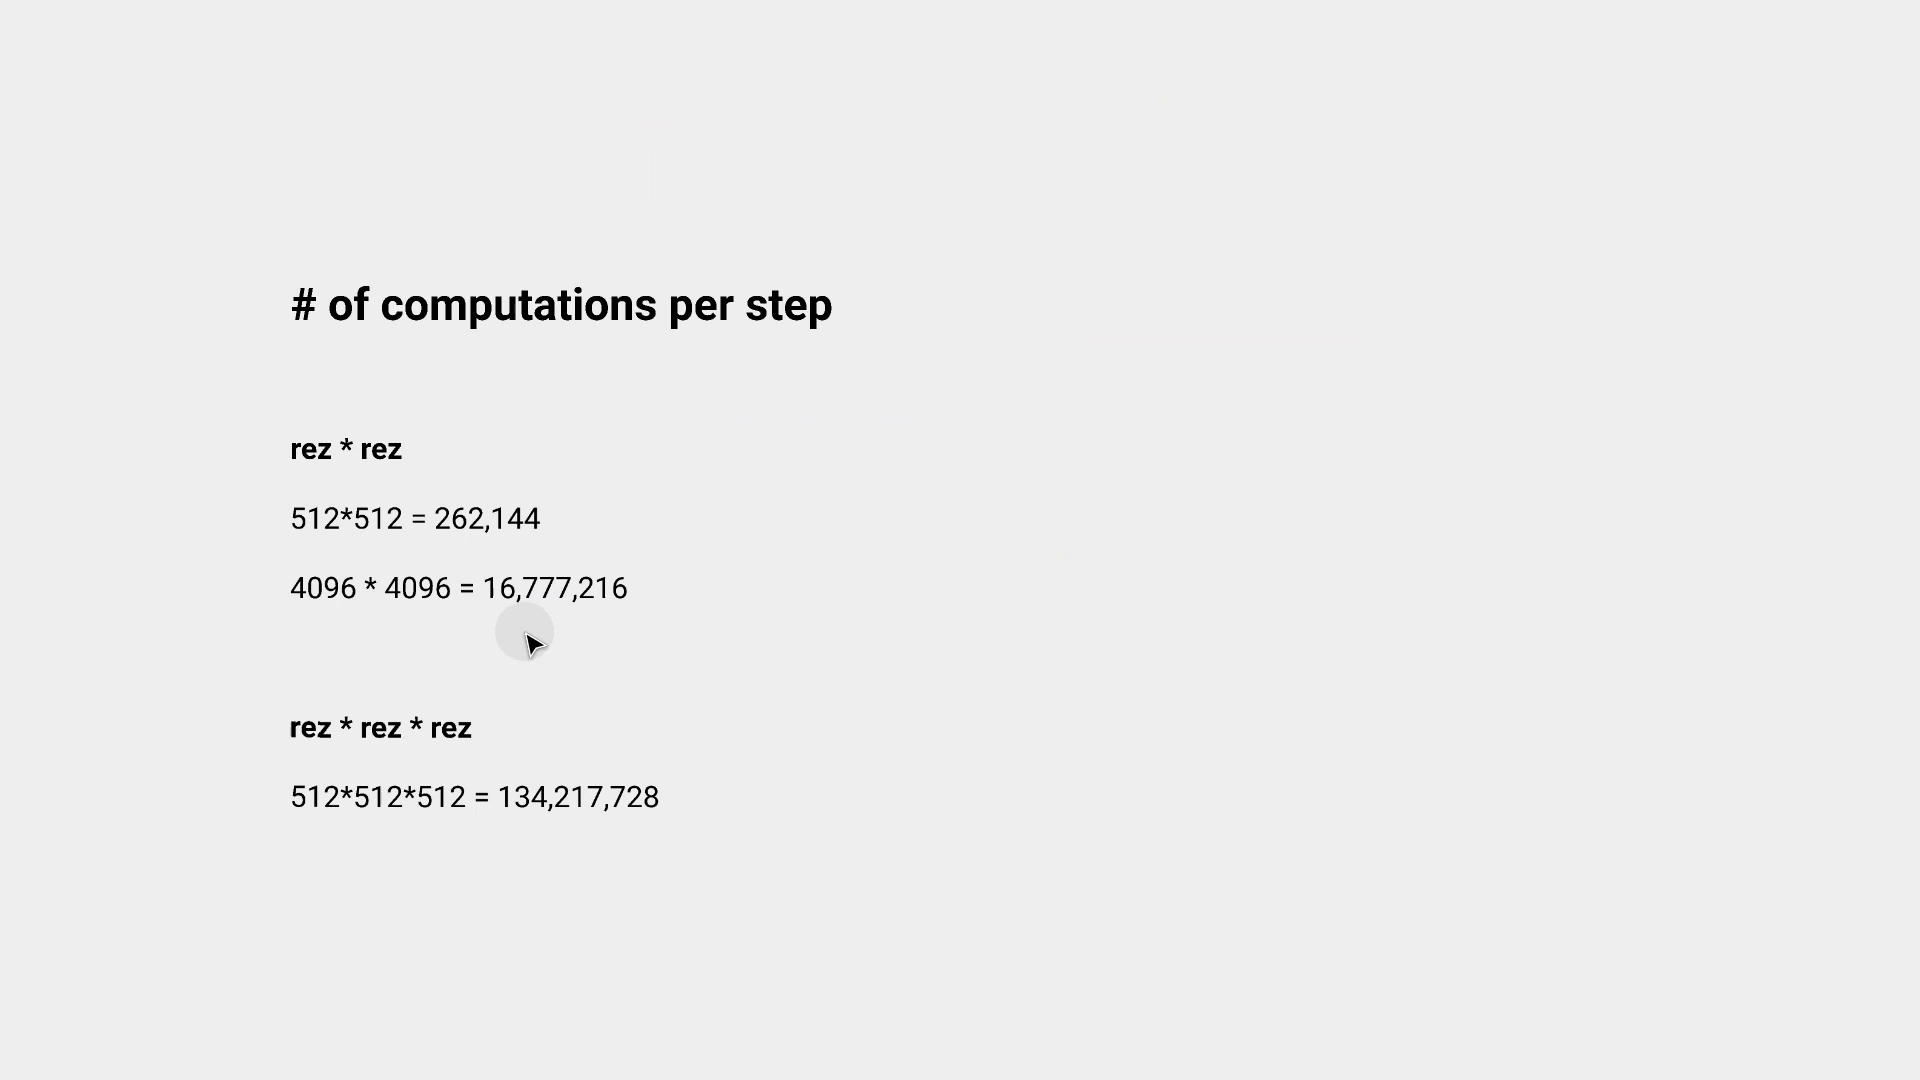 # of computations per step
rez * rez
512*512 = 262,144
4096 * 4096 = 16,777,216
rez * rez * rez
512*512*512 = 134,217,728